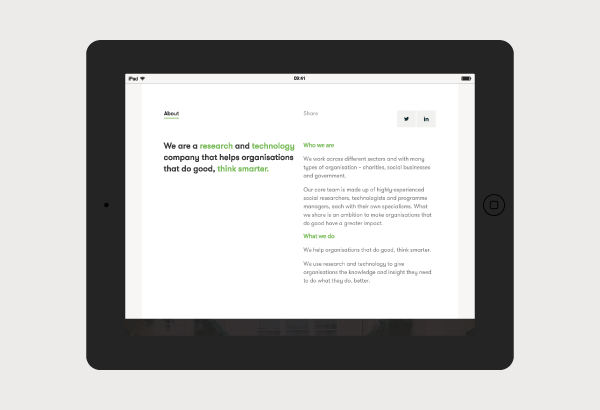 iPad
09:41
About
Share
We are a research and technology
company that helps organisations
that do good, think smarter.
Who we are
We work across different sectors and with many
types of organisation – charities, social businesses
and government.
Our core team is made up of highly-experienced
social researchers, technologists and programme
managers, each with their own specialisms. What
we share is an ambition to make organisations that
do good have a greater impact.
What we do
We help organisations that do good, think smarter.
We use research and technology to give
organisations the knowledge and insight they need
to do what they do, better.